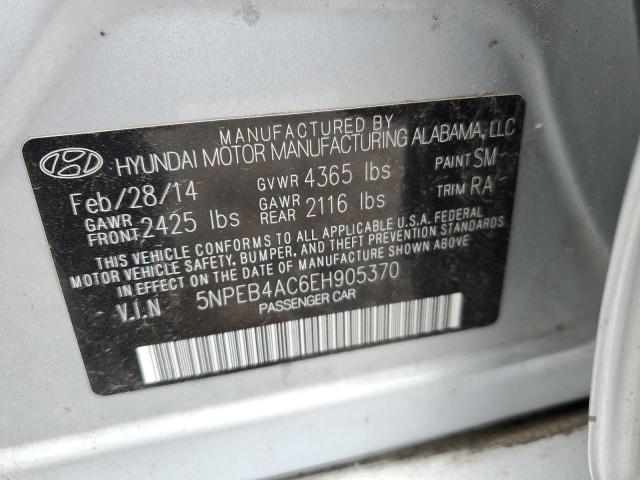 MANUFACTURED BY
HYUNDAI MOTOR MANUFACTURING ALABAMA, LLC
Feb/28/14 GVWR 4365 lbs PAINT SM
GAWR FRONT 2425 lbs GAWR REAR 2116 lbs TRIM RA
THIS VEHICLE CONFORMS TO ALL APPLICABLE U.S.A. FEDERAL
MOTOR VEHICLE SAFETY, BUMPER, AND THEFT PREVENTION STANDARDS
IN EFFECT ON THE DATE OF MANUFACTURE SHOWN ABOVE.
V.I.N 5NPEB4AC6EH905370
PASSENGER CAR